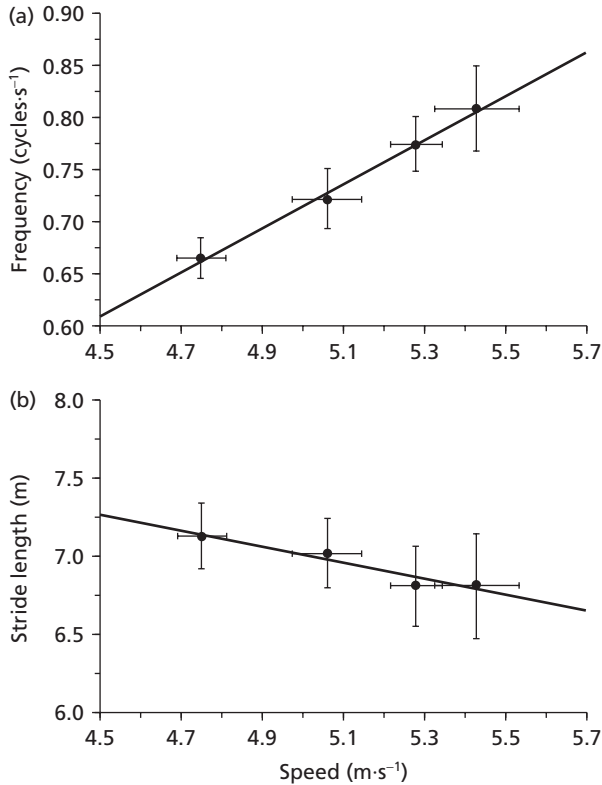 (a)
0.90
0.85
0.80
0.75
0.70
0.65
0.60
Frequency (cycles·s⁻¹)
4.5 4.7 4.9 5.1 5.3 5.5 5.7
(b)
8.0
7.5
7.0
6.5
6.0
Stride length (m)
4.5 4.7 4.9 5.1 5.3 5.5 5.7
Speed (m·s⁻¹)